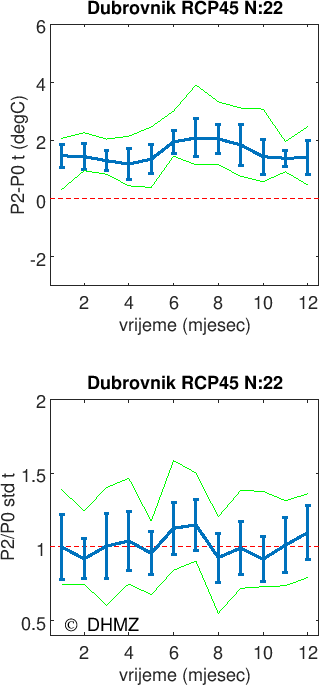 Dubrovnik RCP45 N:22
6
4
2
0
-2
P2-P0 t (degC)
2 4 6 8 10 12
vrijeme (mjesec)
Dubrovnik RCP45 N:22
2
1.5
1
0.5
P2/P0 std t
© DHMZ
2 4 6 8 10 12
vrijeme (mjesec)